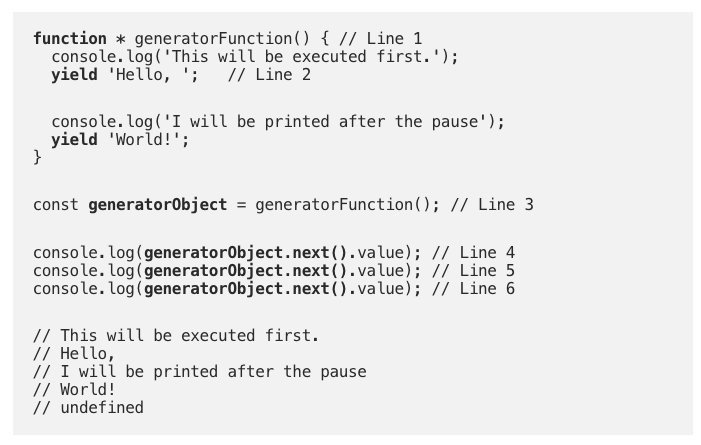 function * generatorFunction() { // Line 1
  console.log('This will be executed first.');
  yield 'Hello, ';   // Line 2

  console.log('I will be printed after the pause');
  yield 'World!';
}

const generatorObject = generatorFunction(); // Line 3

console.log(generatorObject.next().value); // Line 4
console.log(generatorObject.next().value); // Line 5
console.log(generatorObject.next().value); // Line 6

// This will be executed first.
// Hello,
// I will be printed after the pause
// World!
// undefined